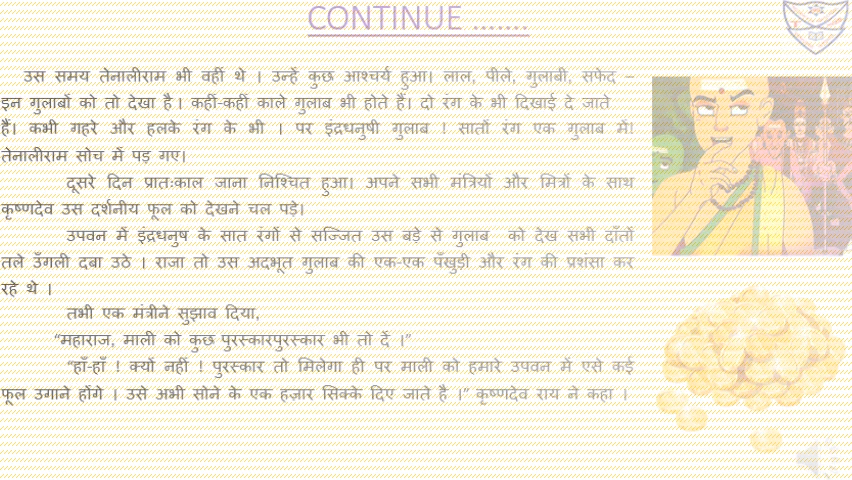 CONTINUE …….
उस समय तेनालीराम भी वहीं थे । उन्हें कुछ आश्चर्य हुआ। लाल, पीले, गुलाबी, सफेद –
इन गुलाबों को तो देखा है । कहीं-कहीं काले गुलाब भी होते हैं। दो रंग के भी दिखाई दे जाते
हैं। कभी गहरे और हलके रंग के भी । पर इंद्रधनुषी गुलाब ! सातों रंग एक गुलाब में!
तेनालीराम सोच में पड़ गए।
दूसरे दिन प्रातःकाल जाना निश्चित हुआ। अपने सभी मंत्रियों और मित्रों के साथ
कृष्णदेव उस दर्शनीय फूल को देखने चल पड़े।
उपवन में इंद्रधनुष के सात रंगों से सज्जित उस बड़े से गुलाब को देख सभी दाँतों
तले उँगली दबा उठे । राजा तो उस अदभूत गुलाब की एक-एक पँखुड़ी और रंग की प्रशंसा कर
रहे थे ।
तभी एक मंत्रीने सुझाव दिया,
“महाराज, माली को कुछ पुरस्कारपुरस्कार भी तो दें ।”
“हाँ-हाँ ! क्यों नहीं ! पुरस्कार तो मिलेगा ही पर माली को हमारे उपवन में एसे कई
फूल उगाने होंगे । उसे अभी सोने के एक हज़ार सिक्के दिए जाते है ।” कृष्णदेव राय ने कहा ।